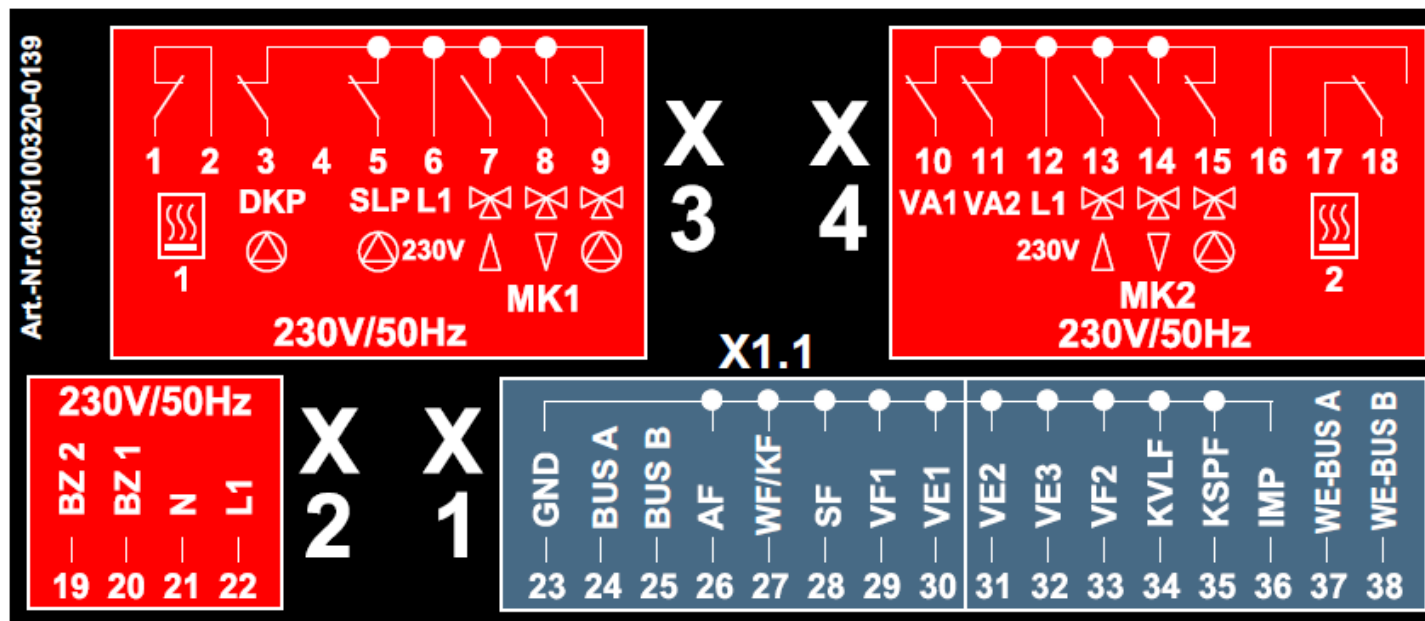 Art.-Nr.0480100320-0139
1 2 3 4 5 6 7 8 9
DKP SLP L1
230V
1
MK1
230V/50Hz
X
3
X
4
10 11 12 13 14 15 16 17 18
VA1 VA2 L1
230V
2
MK2
230V/50Hz
X1.1
230V/50Hz
BZ 2 BZ 1 N L1
19 20 21 22
X
2
X
1
GND BUS A BUS B AF WF/KF SF VF1 VE1 VE2 VE3 VF2 KVLF KSPF IMP WE-BUS A WE-BUS B
23 24 25 26 27 28 29 30 31 32 33 34 35 36 37 38